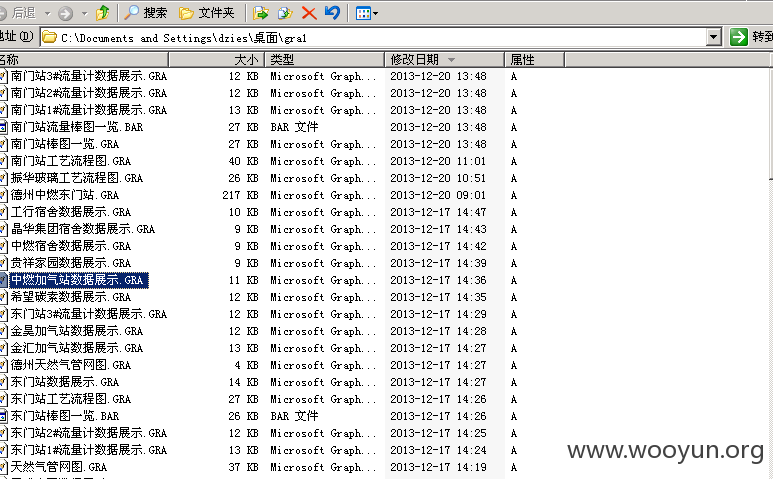 后退 搜索 文件夹
地址(D) C:\Documents and Settings\dzies\桌面\gra1 转到
名称 大小 类型 修改日期 属性
南门站3#流量计数据展示.GRA 12 KB Microsoft Graph... 2013-12-20 13:48 A
南门站2#流量计数据展示.GRA 12 KB Microsoft Graph... 2013-12-20 13:48 A
南门站1#流量计数据展示.GRA 13 KB Microsoft Graph... 2013-12-20 13:48 A
南门站流量棒图一览.BAR 27 KB BAR 文件 2013-12-20 13:48 A
南门站棒图一览.GRA 27 KB Microsoft Graph... 2013-12-20 13:48 A
南门站工艺流程图.GRA 40 KB Microsoft Graph... 2013-12-20 11:01 A
振华玻璃工艺流程图.GRA 26 KB Microsoft Graph... 2013-12-20 10:51 A
德州中燃东门站.GRA 217 KB Microsoft Graph... 2013-12-20 09:01 A
工行宿舍数据展示.GRA 10 KB Microsoft Graph... 2013-12-17 14:47 A
晶华集团宿舍数据展示.GRA 9 KB Microsoft Graph... 2013-12-17 14:43 A
中燃宿舍数据展示.GRA 9 KB Microsoft Graph... 2013-12-17 14:42 A
贵祥家园数据展示.GRA 9 KB Microsoft Graph... 2013-12-17 14:39 A
中燃加气站数据展示.GRA 11 KB Microsoft Graph... 2013-12-17 14:36 A
希望碳素数据展示.GRA 12 KB Microsoft Graph... 2013-12-17 14:35 A
东门站3#流量计数据展示.GRA 12 KB Microsoft Graph... 2013-12-17 14:29 A
金昊加气站数据展示.GRA 12 KB Microsoft Graph... 2013-12-17 14:28 A
金汇加气站数据展示.GRA 13 KB Microsoft Graph... 2013-12-17 14:27 A
德州天然气管网图.GRA 4 KB Microsoft Graph... 2013-12-17 14:27 A
东门站数据展示.GRA 14 KB Microsoft Graph... 2013-12-17 14:27 A
东门站工艺流程图.GRA 27 KB Microsoft Graph... 2013-12-17 14:26 A
东门站棒图一览.BAR 26 KB BAR 文件 2013-12-17 14:26 A
东门站2#流量计数据展示.GRA 12 KB Microsoft Graph... 2013-12-17 14:25 A
东门站1#流量计数据展示.GRA 13 KB Microsoft Graph... 2013-12-17 14:24 A
天然气管网图.GRA 37 KB Microsoft Graph... 2013-12-17 14:19 A
www.wooyun.org